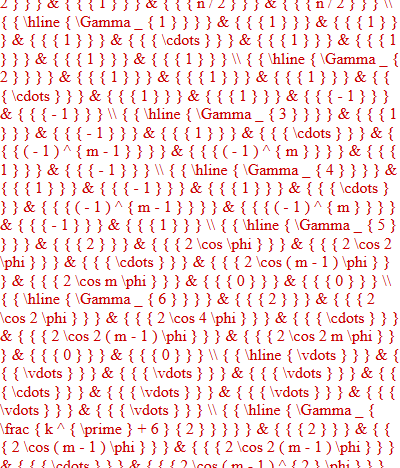 2 } } } & { { { 1 } } } & { { { n / 2 } } } & { { { n / 2 } } } \\
{ { \hline { \Gamma _ { 1 } } } } & { { { 1 } } } & { { { 1 } }
} & { { { 1 } } } & { { { \cdots } } } & { { { 1 } } } & { { { 1
} } } & { { { 1 } } } & { { { 1 } } } \\ { { \hline { \Gamma _ {
2 } } } } & { { { 1 } } } & { { { 1 } } } & { { { 1 } } } & { {
{ \cdots } } } & { { { 1 } } } & { { { 1 } } } & { { { - 1 } } }
& { { { - 1 } } } \\ { { \hline { \Gamma _ { 3 } } } } & { { { 1
} } } & { { { - 1 } } } & { { { 1 } } } & { { { \cdots } } } & {
{ { ( - 1 ) ^ { m - 1 } } } } & { { { ( - 1 ) ^ { m } } } } & { { {
1 } } } & { { { - 1 } } } \\ { { \hline { \Gamma _ { 4 } } } } &
{ { { 1 } } } & { { { - 1 } } } & { { { 1 } } } & { { { \cdots }
} } & { { { ( - 1 ) ^ { m - 1 } } } } & { { { ( - 1 ) ^ { m } } } }
& { { { - 1 } } } & { { { 1 } } } \\ { { \hline { \Gamma _ { 5 }
} } } & { { { 2 } } } & { { { 2 \cos \phi } } } & { { { 2 \cos 2
\phi } } } & { { { \cdots } } } & { { { 2 \cos ( m - 1 ) \phi } }
} & { { { 2 \cos m \phi } } } & { { { 0 } } } & { { { 0 } } } \\
{ { \hline { \Gamma _ { 6 } } } } & { { { 2 } } } & { { { 2
\cos 2 \phi } } } & { { { 2 \cos 4 \phi } } } & { { { \cdots } } }
& { { { 2 \cos 2 ( m - 1 ) \phi } } } & { { { 2 \cos 2 m \phi } }
} & { { { 0 } } } & { { { 0 } } } \\ { { \hline { \vdots } } } & {
{ { \vdots } } } & { { { \vdots } } } & { { { \vdots } } } & { { {
\cdots } } } & { { { \vdots } } } & { { { \vdots } } } & { { {
\vdots } } } & { { { \vdots } } } \\ { { \hline { \Gamma _ {
\frac { k ^ { \prime } + 6 } { 2 } } } } } & { { { 2 } } } & { {
{ 2 \cos ( m - 1 ) \phi } } } & { { { 2 \cos 2 ( m - 1 ) \phi } }
} & { { { \cdots } } } & { { { 2 \cos ( m - 1 ) ^ { 2 } \phi } }